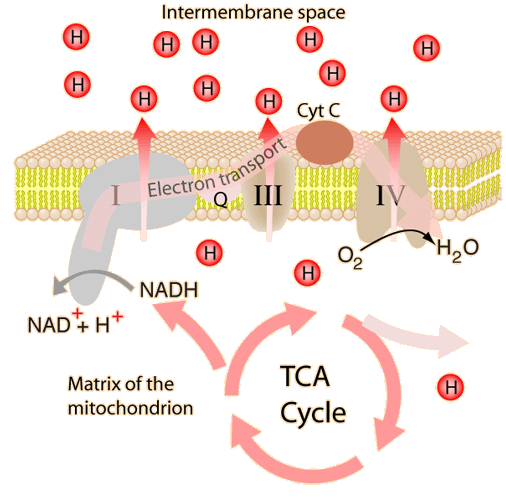 Intermembrane space
H
H
H
H
H
H
H
H
H
H
H
H
Cyt C
Electron transport
I
Q
III
IV
H
H
O2
H2O
NADH
NAD+ + H+
TCA
Cycle
Matrix of the
mitochondrion
H